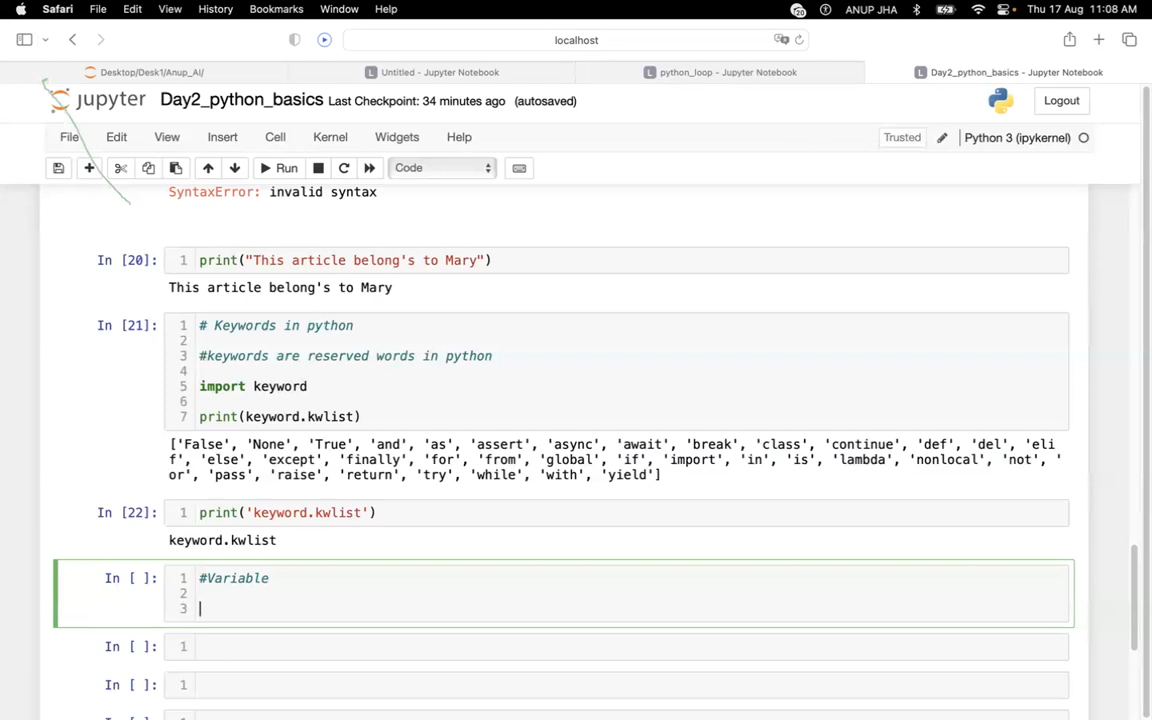 Safari File Edit View History Bookmarks Window Help ANUP JHA Thu 17 Aug 11:08 AM
localhost
Desktop/Desk1/Anup_AI/ Untitled - Jupyter Notebook python_loop - Jupyter Notebook Day2_python_basics - Jupyter Notebook
jupyter Day2_python_basics Last Checkpoint: 34 minutes ago (autosaved) Logout
File Edit View Insert Cell Kernel Widgets Help Trusted Python 3 (ipykernel)
Run Code
SyntaxError: invalid syntax
In [20]: 1 print("This article belong's to Mary")
This article belong's to Mary
In [21]: 1 # Keywords in python
2
3 #keywords are reserved words in python
4
5 import keyword
6
7 print(keyword.kwlist)
['False', 'None', 'True', 'and', 'as', 'assert', 'async', 'await', 'break', 'class', 'continue', 'def', 'del', 'eli
f', 'else', 'except', 'finally', 'for', 'from', 'global', 'if', 'import', 'in', 'is', 'lambda', 'nonlocal', 'not', '
or', 'pass', 'raise', 'return', 'try', 'while', 'with', 'yield']
In [22]: 1 print('keyword.kwlist')
keyword.kwlist
In [ ]: 1 #Variable
2
3
In [ ]: 1
In [ ]: 1